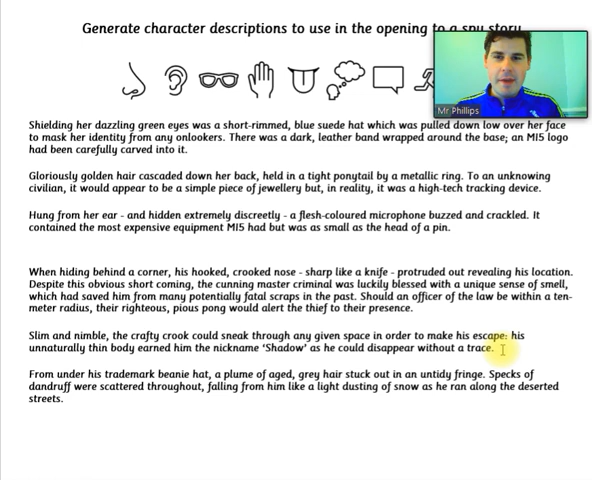 Generate character descriptions to use in the opening to a spy story
Mr Phillips
Shielding her dazzling green eyes was a short-rimmed, blue suede hat which was pulled down low over her face
to mask her identity from any onlookers. There was a dark, leather band wrapped around the base; an MI5 logo
had been carefully carved into it.
Gloriously golden hair cascaded down her back, held in a tight ponytail by a metallic ring. To an unknowing
civilian, it would appear to be a simple piece of jewellery but, in reality, it was a high-tech tracking device.
Hung from her ear - and hidden extremely discreetly - a flesh-coloured microphone buzzed and crackled. It
contained the most expensive equipment MI5 had but was as small as the head of a pin.
When hiding behind a corner, his hooked, crooked nose - sharp like a knife - protruded out revealing his location.
Despite this obvious short coming, the cunning master criminal was luckily blessed with a unique sense of smell,
which had saved him from many potentially fatal scraps in the past. Should an officer of the law be within a ten-
meter radius, their righteous, pious pong would alert the thief to their presence.
Slim and nimble, the crafty crook could sneak through any given space in order to make his escape: his
unnaturally thin body earned him the nickname ‘Shadow’ as he could disappear without a trace.
From under his trademark beanie hat, a plume of aged, grey hair stuck out in an untidy fringe. Specks of
dandruff were scattered throughout, falling from him like a light dusting of snow as he ran along the deserted
streets.